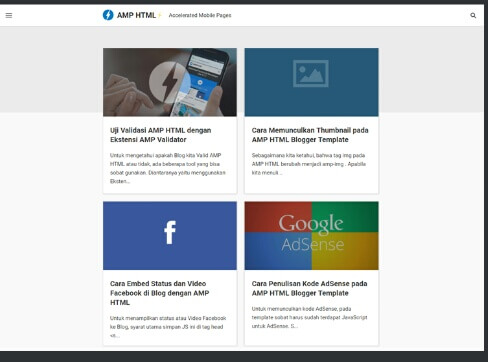 AMP HTML
Accelerated Mobile Pages
Uji Validasi AMP HTML dengan
Ekstensi AMP Validator
Untuk mengetahui apakah Blog kita Valid AMP
HTML atau tidak, ada beberapa tool yang bisa
sobat gunakan. Diantaranya yaitu menggunakan
Eksten...
Cara Memunculkan Thumbnail pada
AMP HTML Blogger Template
Sebagaimana kita ketahui, bahwa tag img pada
AMP HTML berubah menjadi amp-img . Apabila
kita menuli ...
f
Cara Embed Status dan Video
Facebook di Blog dengan AMP
HTML
Untuk menampilkan status atau Video Facebook
ke Blog, syarat utama simpan JS ini di tag head
Google
AdSense
Cara Penulisan Kode AdSense pada
AMP HTML Blogger Template
Untuk memunculkan kode AdSense, pada
template sobat harus sudah terdapat JavaScript
untuk AdSense. S...